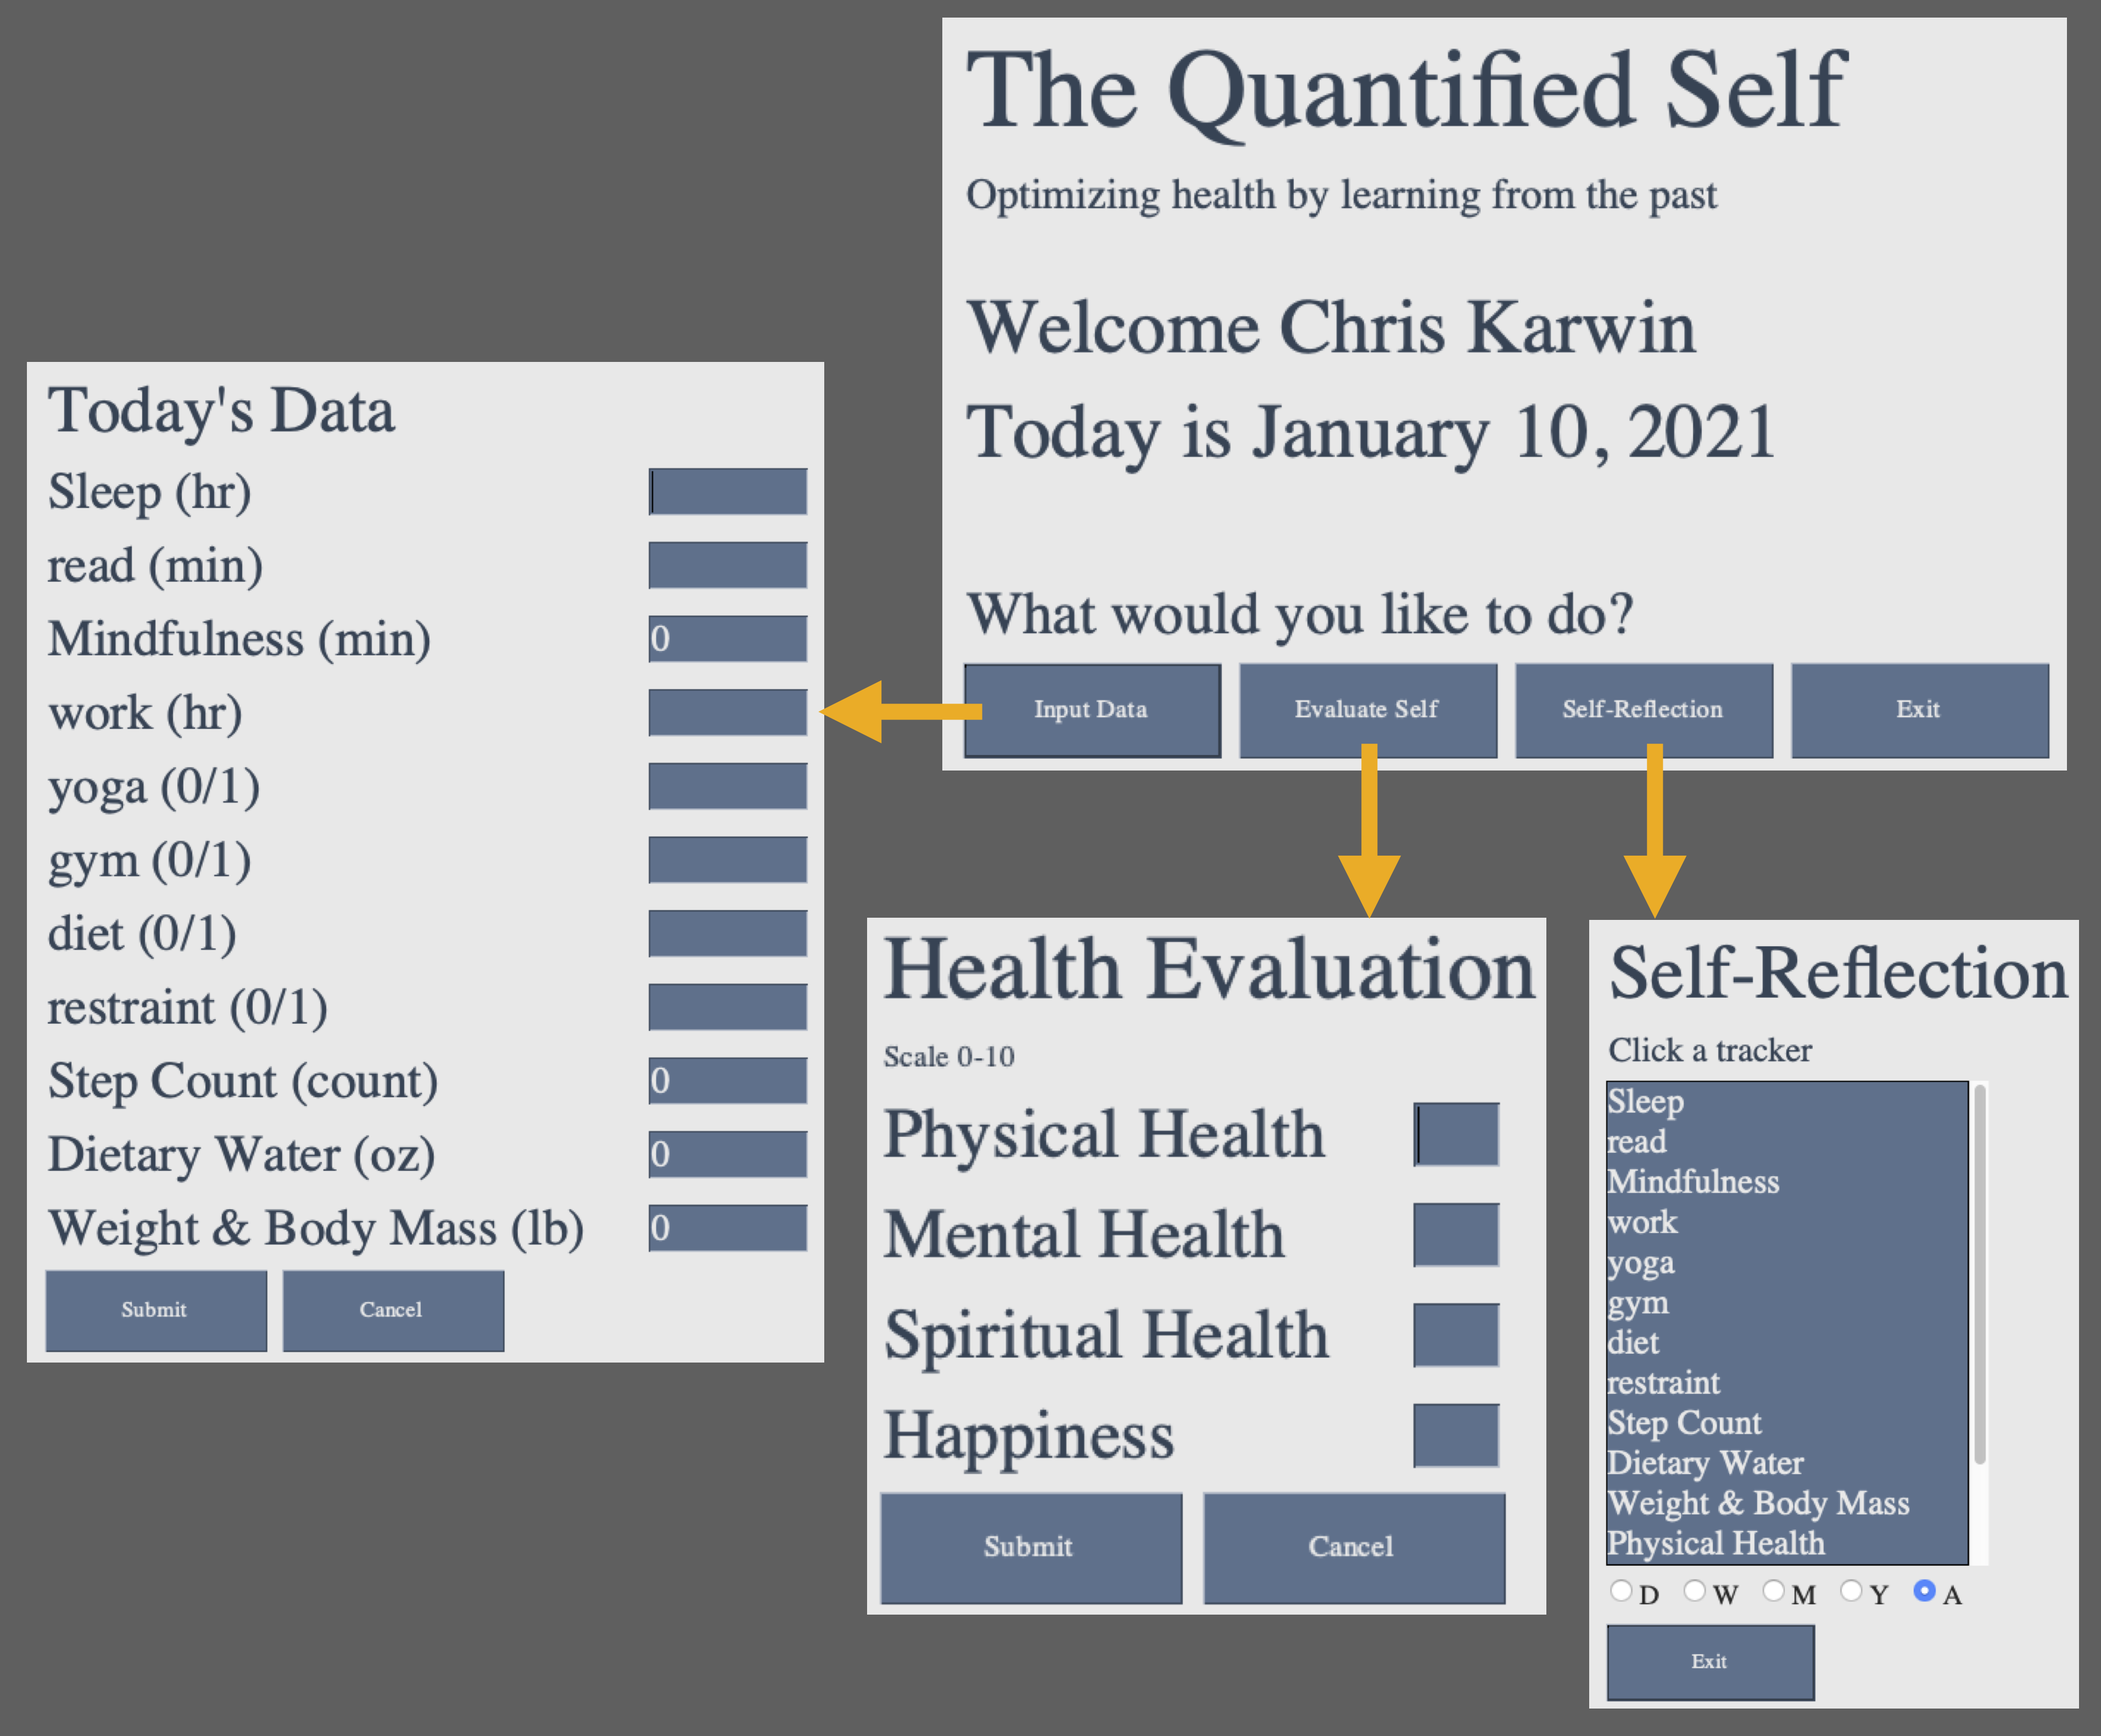 The Quantified Self
Optimizing health by learning from the past
Welcome Chris Karwin
Today is January 10, 2021
What would you like to do?
Input Data
Evaluate Self
Self-Reflection
Exit
Today's Data
Sleep (hr)
read (min)
Mindfulness (min) 0
work (hr)
yoga (0/1)
gym (0/1)
diet (0/1)
restraint (0/1)
Step Count (count) 0
Dietary Water (oz) 0
Weight & Body Mass (lb) 0
Submit
Cancel
Health Evaluation
Scale 0-10
Physical Health
Mental Health
Spiritual Health
Happiness
Submit
Cancel
Self-Reflection
Click a tracker
Sleep
read
Mindfulness
work
yoga
gym
diet
restraint
Step Count
Dietary Water
Weight & Body Mass
Physical Health
D W M Y A
Exit